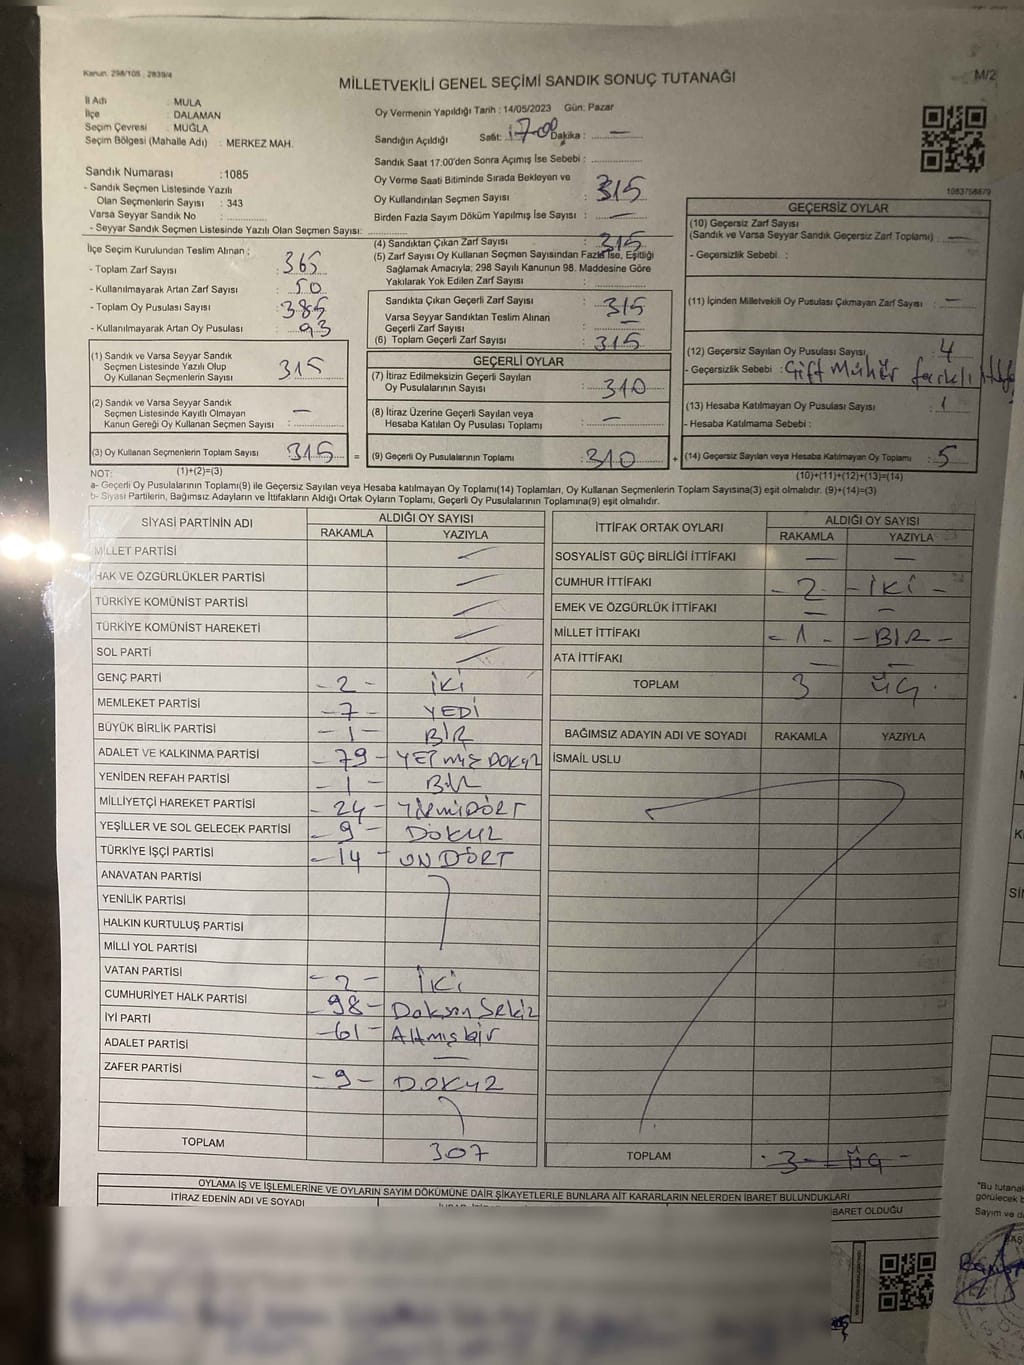 Kanun. 298/105 , 2839/4
MİLLETVEKİLİ GENEL SEÇİMİ SANDIK SONUÇ TUTANAĞI
M/2
İl Adı : MULA
İlçe : DALAMAN
Seçim Çevresi : MUĞLA
Seçim Bölgesi (Mahalle Adı) : MERKEZ MAH.
Sandık Numarası : 1085
- Sandık Seçmen Listesinde Yazılı
Olan Seçmenlerin Sayısı : 343
Varsa Seyyar Sandık No :
- Seyyar Sandık Seçmen Listesinde Yazılı Olan Seçmen Sayısı:
Oy Vermenin Yapıldığı Tarih : 14/05/2023 Gün: Pazar
Sandığın Açıldığı Saat: 17-00 Dakika : —
Sandık Saat 17:00'den Sonra Açımış İse Sebebi :
Oy Verme Saati Bitiminde Sırada Bekleyen ve
Oy Kullandırılan Seçmen Sayısı : 315
Birden Fazla Sayım Döküm Yapılmış İse Sayısı : —
1083758879
İlçe Seçim Kurulundan Teslim Alınan ;
- Toplam Zarf Sayısı : 365
- Kullanılmayarak Artan Zarf Sayısı : 50
- Toplam Oy Pusulası Sayısı : 385
- Kullanılmayarak Artan Oy Pusulası : 93
(4) Sandıktan Çıkan Zarf Sayısı : 315
(5) Zarf Sayısı Oy Kullanan Seçmen Sayısından Fazla İse, Eşitliği
Sağlamak Amacıyla; 298 Sayılı Kanunun 98. Maddesine Göre
Yakılarak Yok Edilen Zarf Sayısı :
Sandıkta Çıkan Geçerli Zarf Sayısı : 315
Varsa Seyyar Sandıktan Teslim Alınan
Geçerli Zarf Sayısı : —
(6) Toplam Geçerli Zarf Sayısı : 315
GEÇERSİZ OYLAR
(10) Geçersiz Zarf Sayısı
(Sandık ve Varsa Seyyar Sandık Geçersiz Zarf Toplamı) : —
- Geçersizlik Sebebi :
(11) İçinden Milletvekili Oy Pusulası Çıkmayan Zarf Sayısı : —
(12) Geçersiz Sayılan Oy Pusulası Sayısı : 4
- Geçersizlik Sebebi : Çift Mühür farklı
(13) Hesaba Katılmayan Oy Pusulası Sayısı : 1
- Hesaba Katılmama Sebebi :
(14) Geçersiz Sayılan veya Hesaba Katılmayan Oy Toplamı : 5
(10)+(11)+(12)+(13)=(14)
(1) Sandık ve Varsa Seyyar Sandık
Seçmen Listesinde Yazılı Olup
Oy Kullanan Seçmenlerin Sayısı : 315
(2) Sandık ve Varsa Seyyar Sandık
Seçmen Listesinde Kayıtlı Olmayan
Kanun Gereği Oy Kullanan Seçmen Sayısı : —
(3) Oy Kullanan Seçmenlerin Toplam Sayısı : 315 =
(1)+(2)=(3)
GEÇERLİ OYLAR
(7) İtiraz Edilmeksizin Geçerli Sayılan
Oy Pusulalarının Sayısı : 310
(8) İtiraz Üzerine Geçerli Sayılan veya
Hesaba Katılan Oy Pusulası Toplamı : —
(9) Geçerli Oy Pusulalarının Toplamı : 310 +
NOT:
a- Geçerli Oy Pusulalarının Toplamı(9) ile Geçersiz Sayılan veya Hesaba katılmayan Oy Toplamı(14) Toplamları, Oy Kullanan Seçmenlerin Toplam Sayısına(3) eşit olmalıdır. (9)+(14)=(3)
b- Siyasi Partilerin, Bağımsız Adayların ve İttifakların Aldığı Ortak Oyların Toplamı, Geçerli Oy Pusulalarının Toplamına(9) eşit olmalıdır.
SİYASİ PARTİNİN ADI ALDIĞI OY SAYISI
RAKAMLA YAZIYLA
MİLLET PARTİSİ —
HAK VE ÖZGÜRLÜKLER PARTİSİ —
TÜRKİYE KOMÜNİST PARTİSİ —
TÜRKİYE KOMÜNİST HAREKETİ —
SOL PARTİ —
GENÇ PARTİ - 2 - İKİ
MEMLEKET PARTİSİ - 7 - YEDİ
BÜYÜK BİRLİK PARTİSİ - 1 - BİR
ADALET VE KALKINMA PARTİSİ - 79 - YETMİŞ DOKUZ
YENİDEN REFAH PARTİSİ - 1 - BİR
MİLLİYETÇİ HAREKET PARTİSİ - 24 - YİRMİDÖRT
YEŞİLLER VE SOL GELECEK PARTİSİ - 9 - DOKUZ
TÜRKİYE İŞÇİ PARTİSİ - 14 - ON DÖRT
ANAVATAN PARTİSİ
YENİLİK PARTİSİ
HALKIN KURTULUŞ PARTİSİ
MİLLİ YOL PARTİSİ
VATAN PARTİSİ - 2 - İKİ
CUMHURİYET HALK PARTİSİ 98 - Doksan Sekiz
İYİ PARTİ - 61 - Altmışbir
ADALET PARTİSİ —
ZAFER PARTİSİ - 9 - DOKUZ
TOPLAM 307
İTTİFAK ORTAK OYLARI ALDIĞI OY SAYISI
RAKAMLA YAZIYLA
SOSYALİST GÜÇ BİRLİĞİ İTTİFAKI — —
CUMHUR İTTİFAKI - 2 - İKİ -
EMEK VE ÖZGÜRLÜK İTTİFAKI — —
MİLLET İTTİFAKI - 1 - - BİR -
ATA İTTİFAKI — —
TOPLAM 3 ÜÇ
BAĞIMSIZ ADAYIN ADI VE SOYADI RAKAMLA YAZIYLA
İSMAİL USLU
TOPLAM 3 ÜÇ
OYLAMA İŞ VE İŞLEMLERİNE VE OYLARIN SAYIM DÖKÜMÜNE DAİR ŞİKAYETLERLE BUNLARA AİT KARARLARIN NELERDEN İBARET BULUNDUKLARI
İTİRAZ EDENİN ADI VE SOYADI
İBARET OLDUĞU
"Bu tutanak
görülecek
Sayım ve